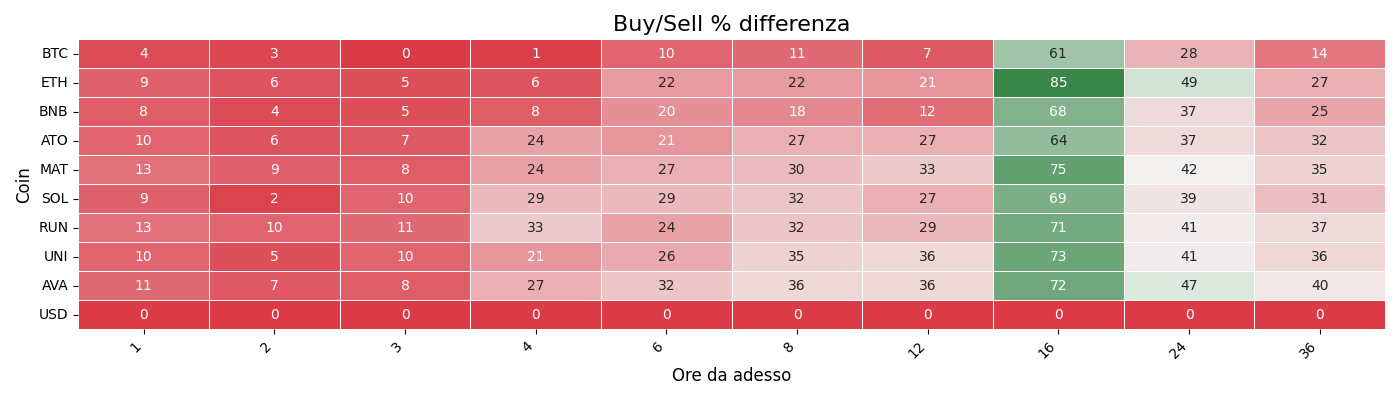 Buy/Sell % differenza
Coin
BTC 4 3 0 1 10 11 7 61 28 14
ETH 9 6 5 6 22 22 21 85 49 27
BNB 8 4 5 8 20 18 12 68 37 25
ATO 10 6 7 24 21 27 27 64 37 32
MAT 13 9 8 24 27 30 33 75 42 35
SOL 9 2 10 29 29 32 27 69 39 31
RUN 13 10 11 33 24 32 29 71 41 37
UNI 10 5 10 21 26 35 36 73 41 36
AVA 11 7 8 27 32 36 36 72 47 40
USD 0 0 0 0 0 0 0 0 0 0
1 2 3 4 6 8 12 16 24 36
Ore da adesso